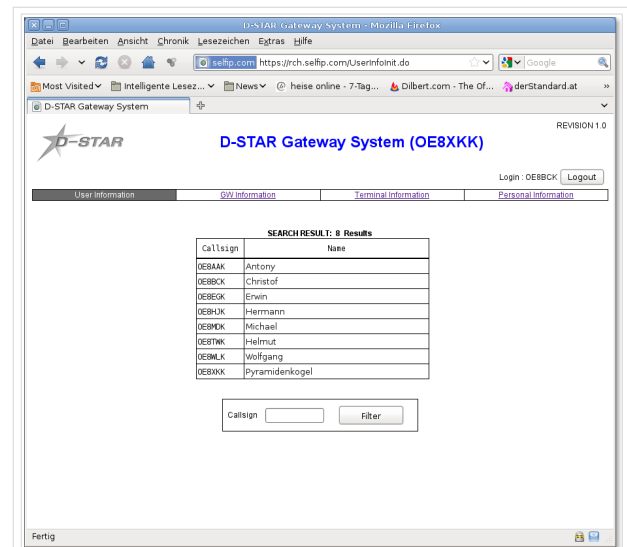 D-STAR Gateway System - Mozilla Firefox
Datei Bearbeiten Ansicht Chronik Lesezeichen Extras Hilfe
selfip.com https://rch.selfip.com/UserInfoInit.do Google
Most Visited Intelligente Lesez... News heise online - 7-Tag... Dilbert.com - The Of... derStandard.at »
D-STAR Gateway System
REVISION 1.0
D-STAR
D-STAR Gateway System (OE8XKK)
Login : OE8BCK Logout
User Information GW Information Terminal Information Personal Information
SEARCH RESULT: 8 Results
Callsign Name
OE8AAK Antony
OE8BCK Christof
OE8EGK Erwin
OE8HJK Hermann
OE8MDK Michael
OE8TWK Helmut
OE8WLK Wolfgang
OE8XKK Pyramidenkogel
Callsign Filter
Fertig